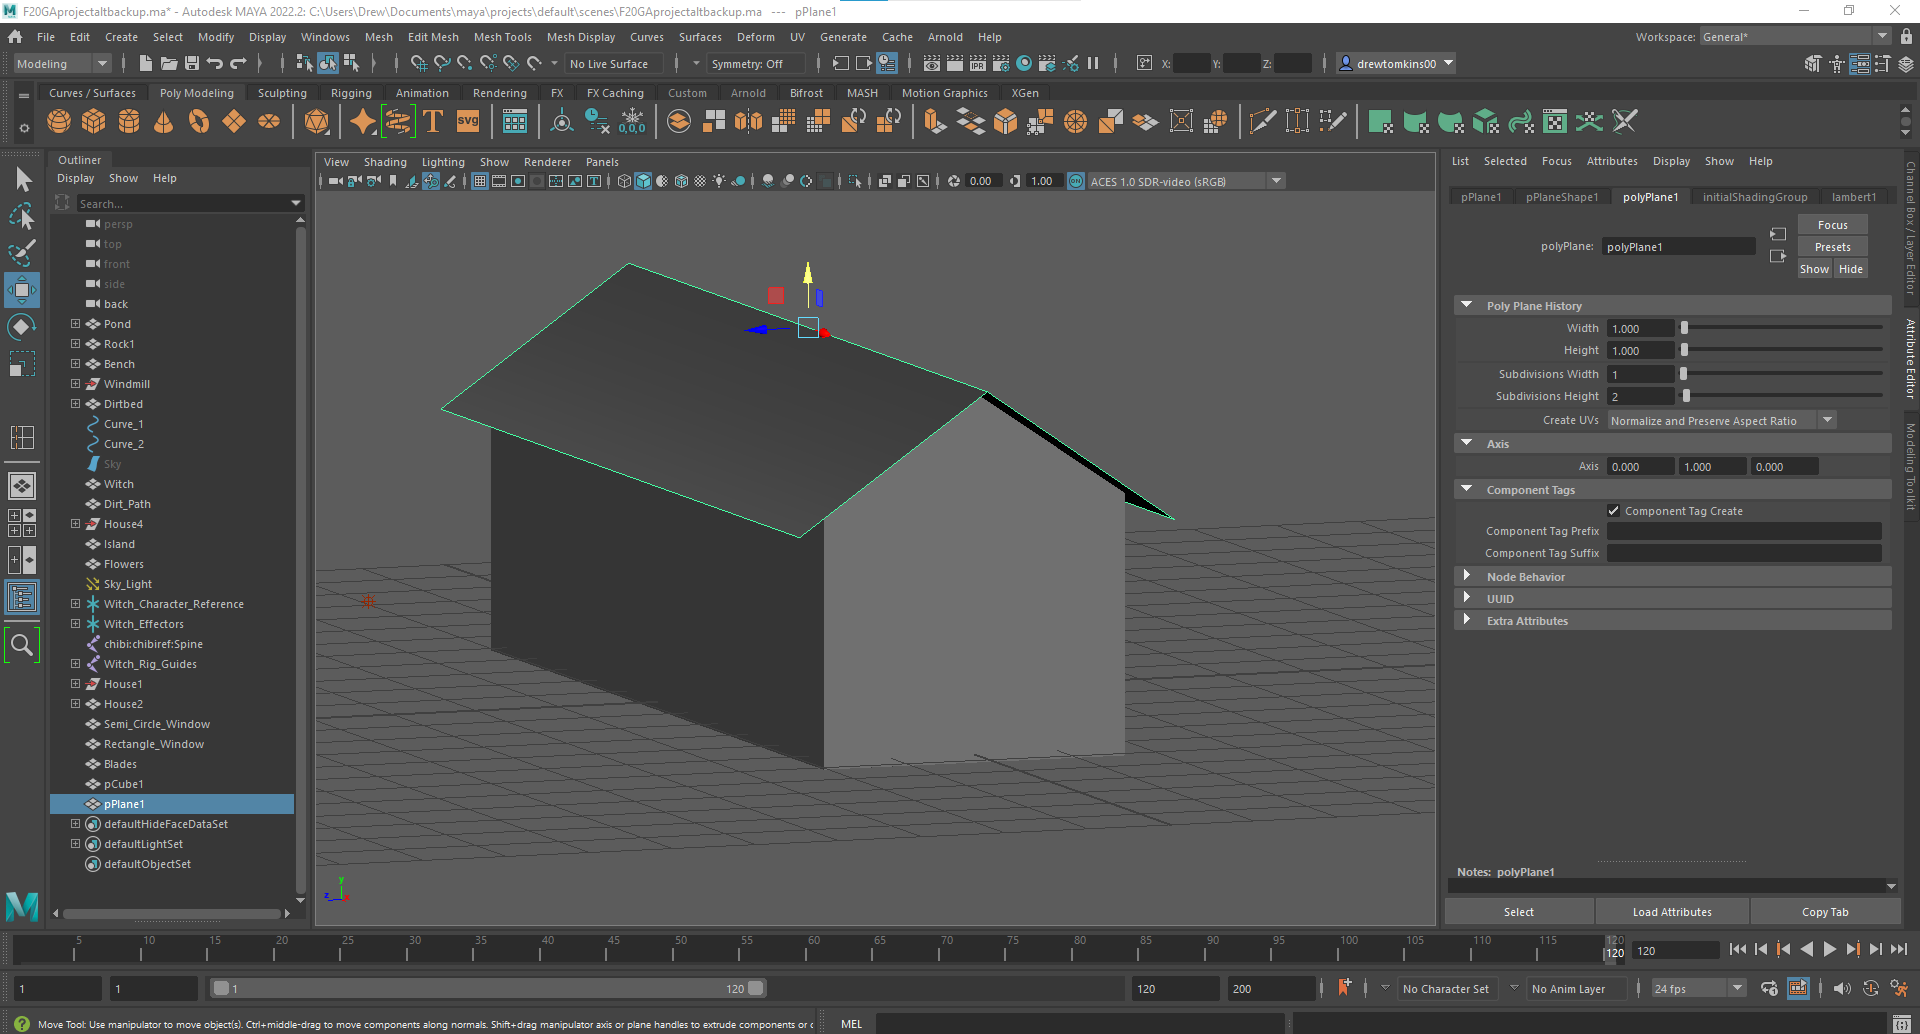 F20GAprojectaltbackup.ma* - Autodesk MAYA 2022.2: C:\Users\Drew\Documents\maya\projects\default\scenes\F20GAprojectaltbackup.ma --- pPlane1
File Edit Create Select Modify Display Windows Mesh Edit Mesh Mesh Tools Mesh Display Curves Surfaces Deform UV Generate Cache Arnold Help
Workspace: General*
Modeling No Live Surface Symmetry: Off IPR X: Y: Z: drewtomkins00
Curves / Surfaces Poly Modeling Sculpting Rigging Animation Rendering FX FX Caching Custom Arnold Bifrost MASH Motion Graphics XGen
T svg 0,0,0
Outliner
Display Show Help
Search...
persp
top
front
side
back
Pond
Rock1
Bench
Windmill
Dirtbed
Curve_1
Curve_2
Sky
Witch
Dirt_Path
House4
Island
Flowers
Sky_Light
Witch_Character_Reference
Witch_Effectors
chibi:chibiref:Spine
Witch_Rig_Guides
House1
House2
Semi_Circle_Window
Rectangle_Window
Blades
pCube1
pPlane1
defaultHideFaceDataSet
defaultLightSet
defaultObjectSet
View Shading Lighting Show Renderer Panels
0.00 1.00 ON ACES 1.0 SDR-video (sRGB)
y
z
List Selected Focus Attributes Display Show Help
pPlane1 pPlaneShape1 polyPlane1 initialShadingGroup lambert1
polyPlane: polyPlane1
Focus
Presets
Show Hide
Poly Plane History
Width 1.000
Height 1.000
Subdivisions Width 1
Subdivisions Height 2
Create UVs Normalize and Preserve Aspect Ratio
Axis
Axis 0.000 1.000 0.000
Component Tags
Component Tag Create
Component Tag Prefix
Component Tag Suffix
Node Behavior
UUID
Extra Attributes
Notes: polyPlane1
Select Load Attributes Copy Tab
Channel Box / Layer Editor
Attribute Editor
Modeling Toolkit
5 10 15 20 25 30 35 40 45 50 55 60 65 70 75 80 85 90 95 100 105 110 115 120
120 120
1 1 1 120 120 200 No Character Set No Anim Layer 24 fps
Move Tool: Use manipulator to move object(s). Ctrl+middle-drag to move components along normals. Shift+drag manipulator axis or plane handles to extrude components or c
MEL